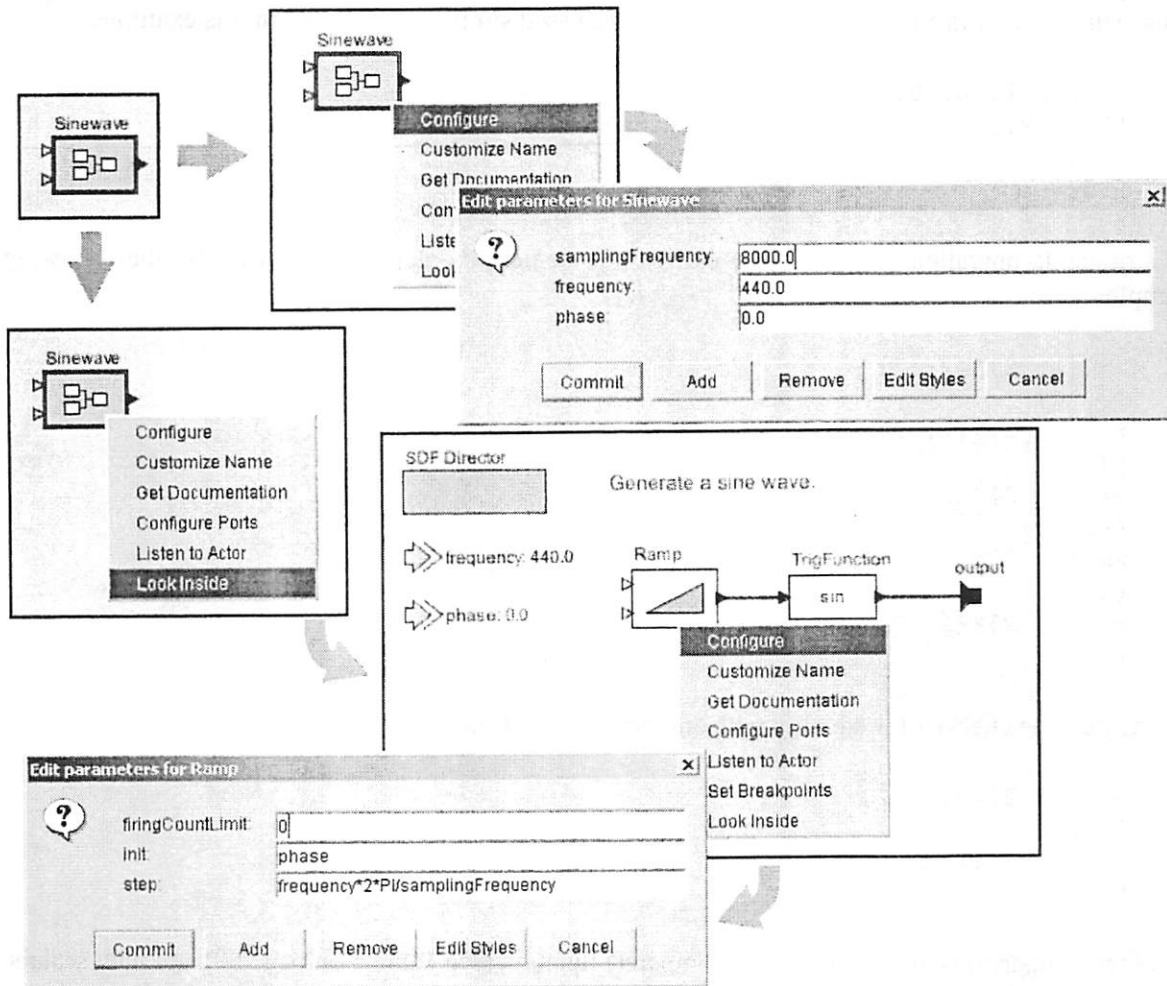 Sinewave
Sinewave
Configure
Customize Name
Get Documentation
Edit parameters for Sinewave
samplingFrequency: 8000.0
frequency: 440.0
phase: 0.0
Commit Add Remove Edit Styles Cancel
Sinewave
Configure
Customize Name
Get Documentation
Configure Ports
Listen to Actor
Look Inside
SDF Director
Generate a sine wave.
frequency: 440.0
phase: 0.0
Ramp
TrigFunction
sin
output
Configure
Customize Name
Get Documentation
Configure Ports
Listen to Actor
Set Breakpoints
Look Inside
Edit parameters for Ramp
firingCountLimit: 0
init: phase
step: frequency*2*PI/samplingFrequency
Commit Add Remove Edit Styles Cancel